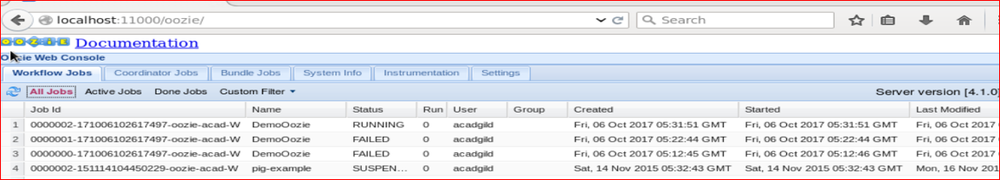 localhost:11000/oozie/ Search
Documentation
Oozie Web Console
Workflow Jobs Coordinator Jobs Bundle Jobs System Info Instrumentation Settings
All Jobs Active Jobs Done Jobs Custom Filter Server version [4.1.0]
Job Id Name Status Run User Group Created Started Last Modified
1 0000002-171006102617497-oozie-acad-W DemoOozie RUNNING 0 acadgild Fri, 06 Oct 2017 05:31:51 GMT Fri, 06 Oct 2017 05:31:51 GMT Fri, 06 Oct 2017
2 0000001-171006102617497-oozie-acad-W DemoOozie FAILED 0 acadgild Fri, 06 Oct 2017 05:22:44 GMT Fri, 06 Oct 2017 05:22:44 GMT Fri, 06 Oct 2017
3 0000000-171006102617497-oozie-acad-W DemoOozie FAILED 0 acadgild Fri, 06 Oct 2017 05:12:45 GMT Fri, 06 Oct 2017 05:12:46 GMT Fri, 06 Oct 2017
4 0000002-151114104450229-oozie-acad-W pig-example SUSPEN... 0 acadgild Sat, 14 Nov 2015 05:32:43 GMT Sat, 14 Nov 2015 05:32:43 GMT Mon, 16 Nov 201